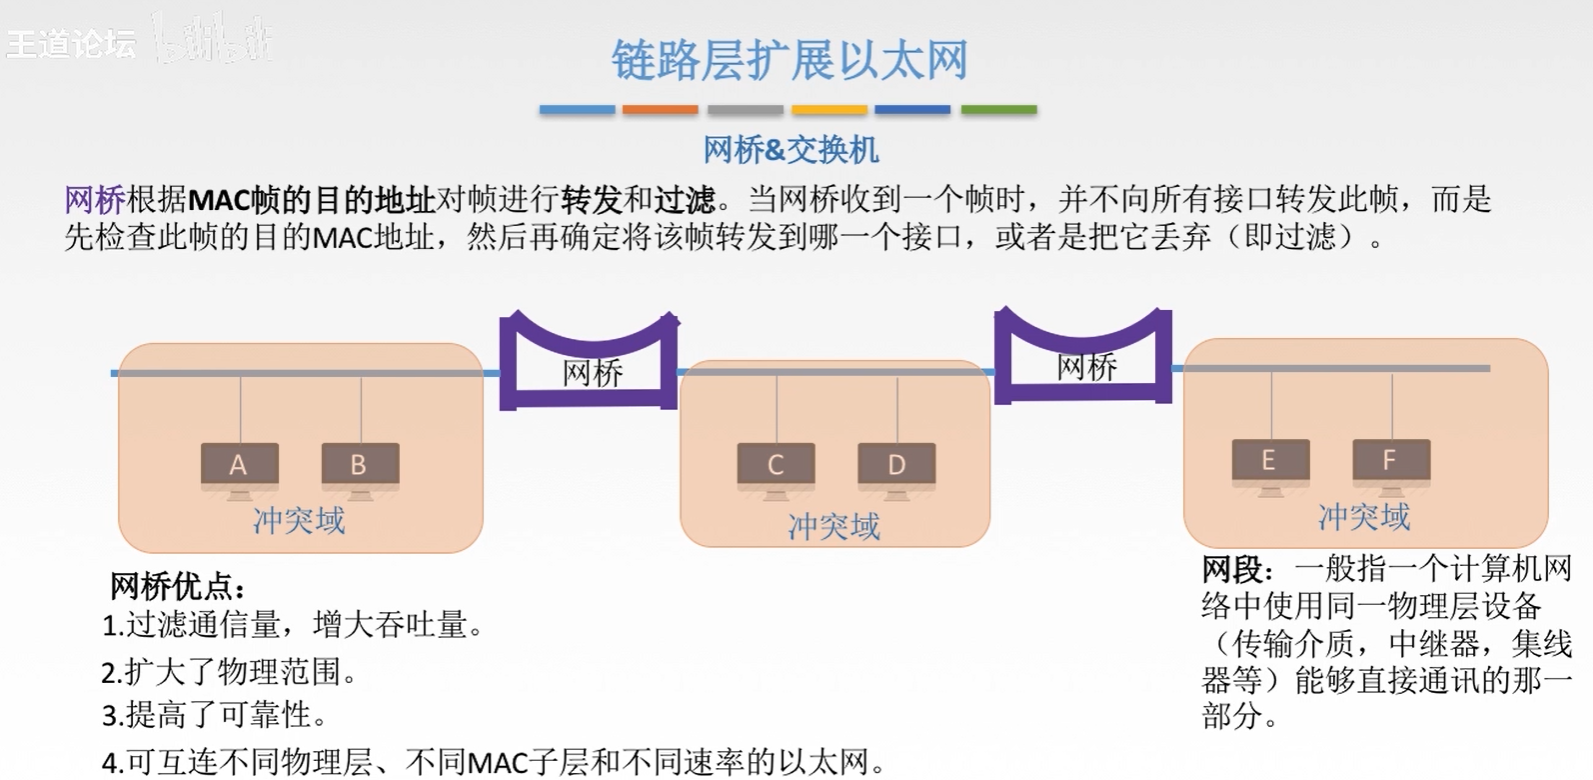 王道论坛 bilibili
链路层扩展以太网
网桥&交换机
网桥根据MAC帧的目的地址对帧进行转发和过滤。当网桥收到一个帧时，并不向所有接口转发此帧，而是
先检查此帧的目的MAC地址，然后再确定将该帧转发到哪一个接口，或者是把它丢弃（即过滤）。
网桥
网桥
A
B
C
D
E
F
冲突域
冲突域
冲突域
网桥优点：
1.过滤通信量，增大吞吐量。
2.扩大了物理范围。
3.提高了可靠性。
4.可互连不同物理层、不同MAC子层和不同速率的以太网。
网段：一般指一个计算机网
络中使用同一物理层设备
（传输介质，中继器，集线
器等）能够直接通讯的那一
部分。